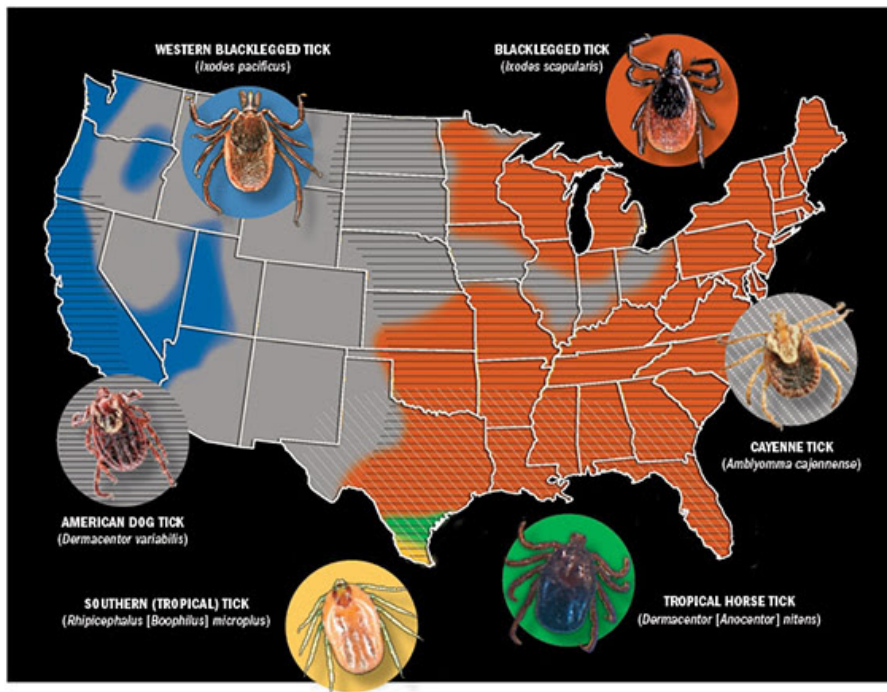 WESTERN BLACKLEGGED TICK
(Ixodes pacificus)
BLACKLEGGED TICK
(Ixodes scapularis)
CAYENNE TICK
(Amblyomma cajennense)
AMERICAN DOG TICK
(Dermacentor variabilis)
SOUTHERN (TROPICAL) TICK
(Rhipicephalus [Boophilus] microplus)
TROPICAL HORSE TICK
(Dermacentor [Anocentor] nitens)